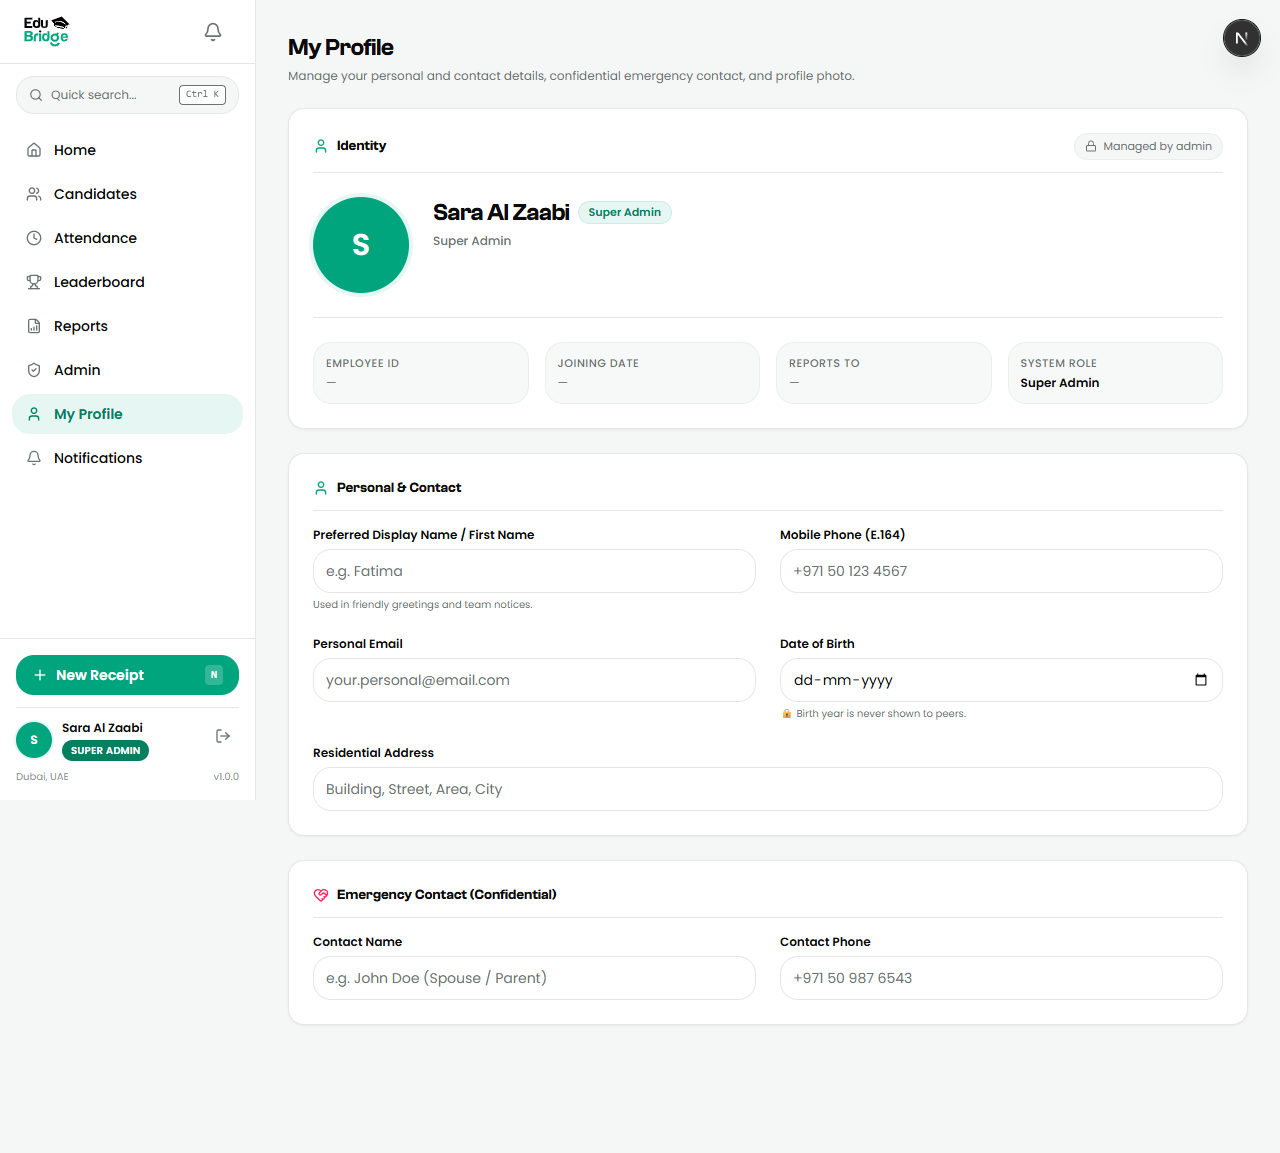 Edu
Bridge
Quick search...
Ctrl K
Home
Candidates
Attendance
Leaderboard
Reports
Admin
My Profile
Notifications
+ New Receipt
N
S
Sara Al Zaabi
SUPER ADMIN
Dubai, UAE
v1.0.0
My Profile
Manage your personal and contact details, confidential emergency contact, and profile photo.
N
Identity
Managed by admin
S
Sara Al Zaabi
Super Admin
Super Admin
EMPLOYEE ID
—
JOINING DATE
—
REPORTS TO
—
SYSTEM ROLE
Super Admin
Personal & Contact
Preferred Display Name / First Name
e.g. Fatima
Used in friendly greetings and team notices.
Mobile Phone (E.164)
+971 50 123 4567
Personal Email
your.personal@email.com
Date of Birth
dd-mm-yyyy
🔒 Birth year is never shown to peers.
Residential Address
Building, Street, Area, City
Emergency Contact (Confidential)
Contact Name
e.g. John Doe (Spouse / Parent)
Contact Phone
+971 50 987 6543